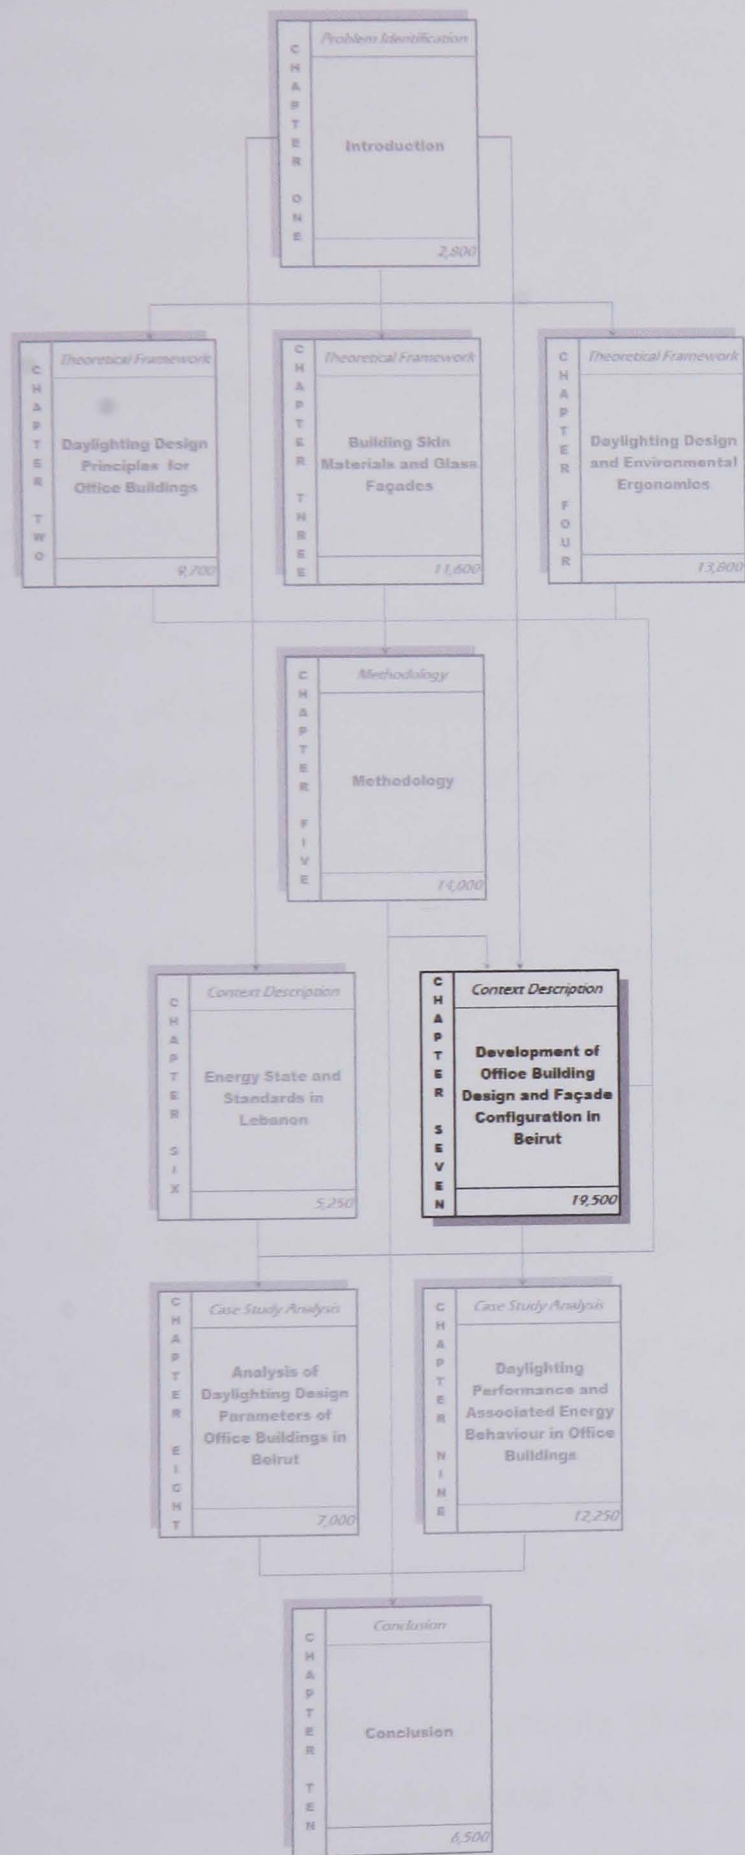 CHAPTER ONE
Problem Identification
Introduction
2,800
CHAPTER TWO
Theoretical Framework
Daylighting Design
Principles for
Office Buildings
9,700
CHAPTER THREE
Theoretical Framework
Building Skin
Materials and Glass
Façades
11,600
CHAPTER FOUR
Theoretical Framework
Daylighting Design
and Environmental
Ergonomics
13,800
CHAPTER FIVE
Methodology
Methodology
14,000
CHAPTER SIX
Context Description
Energy State and
Standards in
Lebanon
5,250
CHAPTER SEVEN
Context Description
Development of
Office Building
Design and Façade
Configuration in
Beirut
19,500
CHAPTER EIGHT
Case Study Analysis
Analysis of
Daylighting Design
Parameters of
Office Buildings in
Beirut
7,000
CHAPTER NINE
Case Study Analysis
Daylighting
Performance and
Associated Energy
Behaviour in Office
Buildings
12,250
CHAPTER TEN
Conclusion
Conclusion
6,500